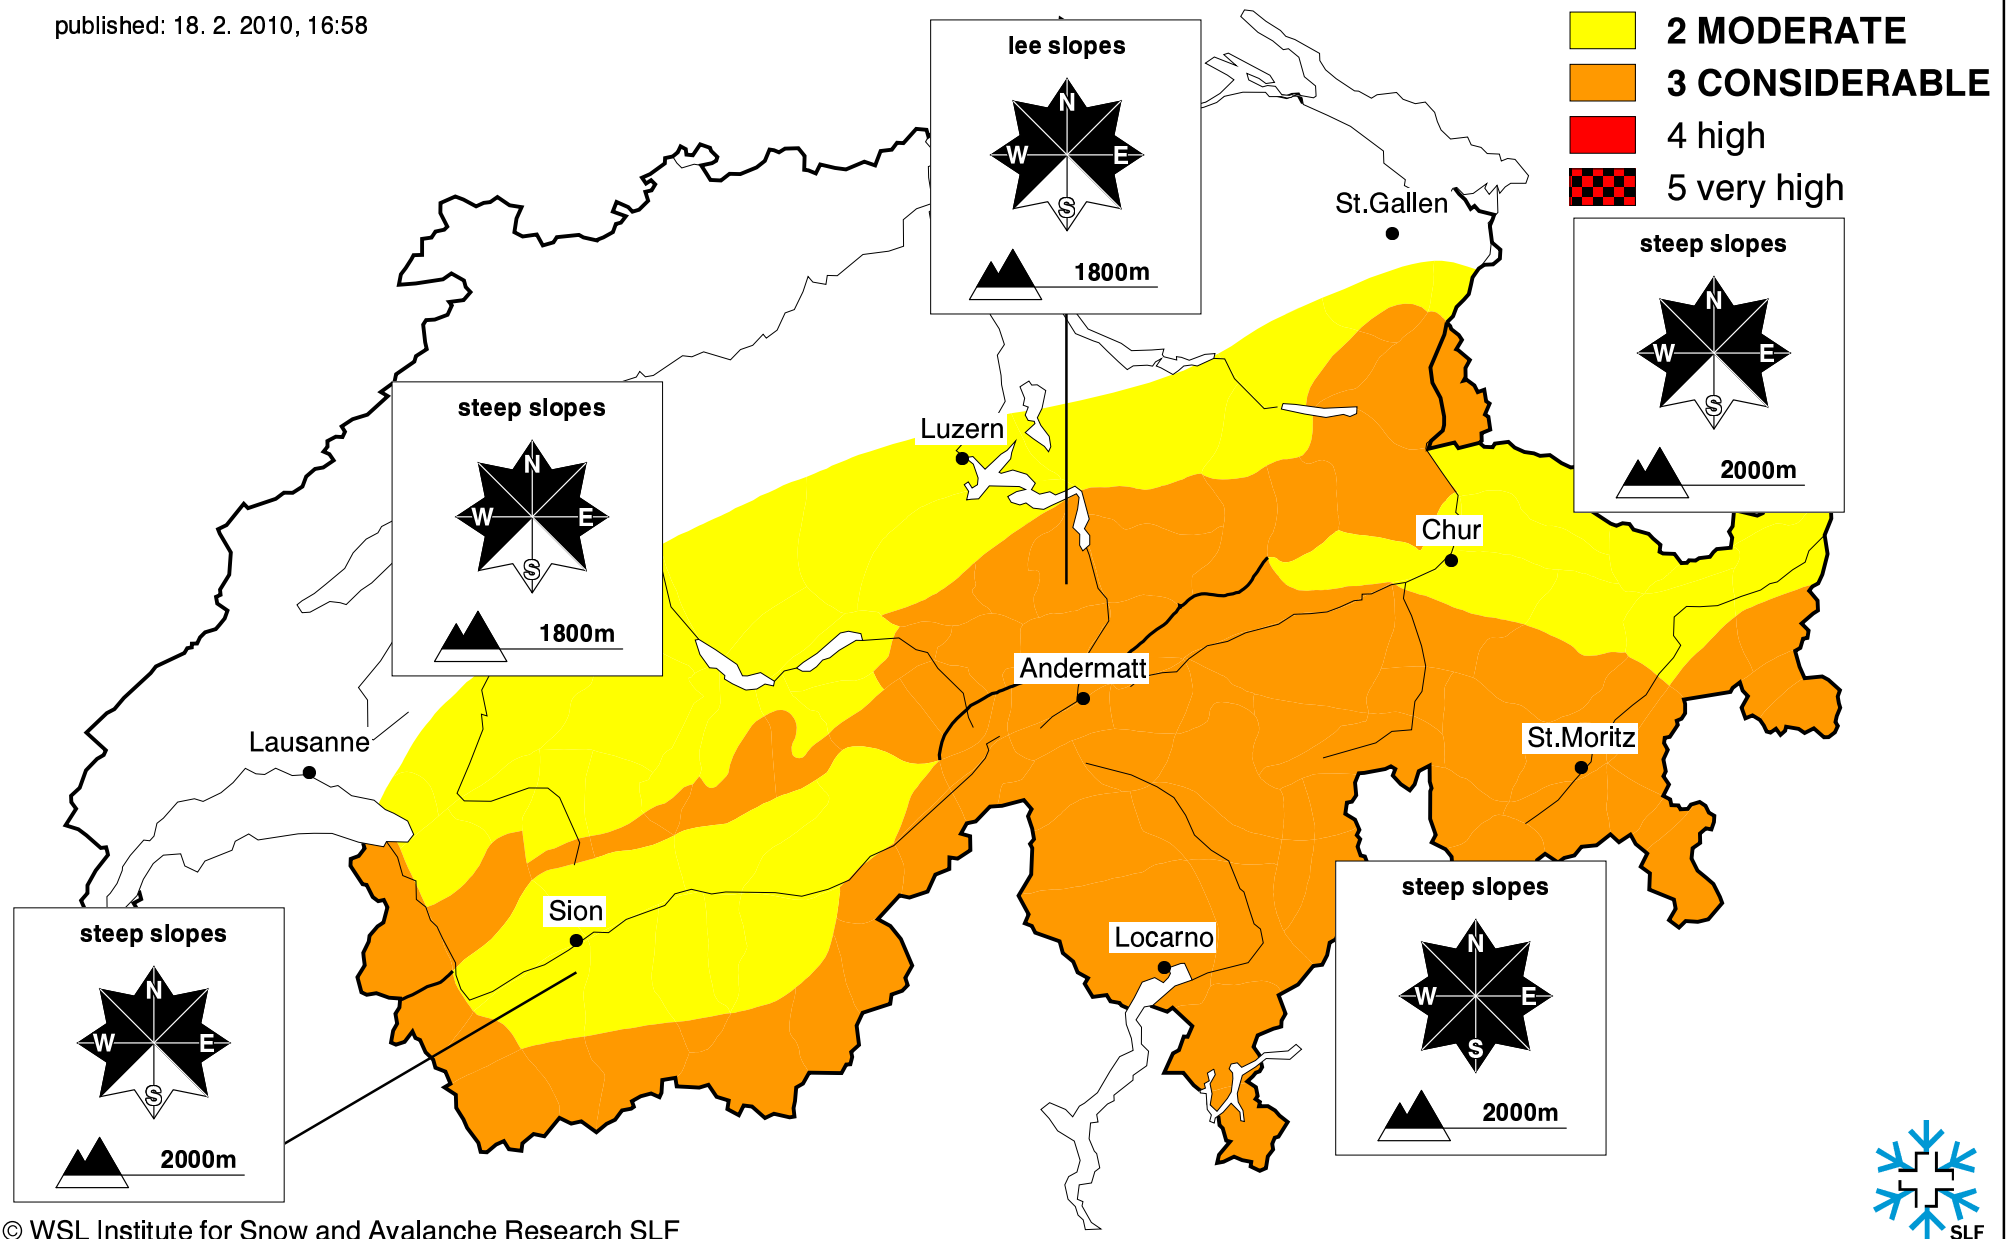 published: 18. 2. 2010, 16:58
2 MODERATE
3 CONSIDERABLE
4 high
5 very high
lee slopes
N
W E
S
1800m
St.Gallen
steep slopes
N
W E
S
2000m
steep slopes
N
W E
S
1800m
Luzern
Chur
Andermatt
Lausanne
St.Moritz
Sion
Locarno
steep slopes
N
W E
S
2000m
steep slopes
N
W E
S
2000m
© WSL Institute for Snow and Avalanche Research SLF
SLF